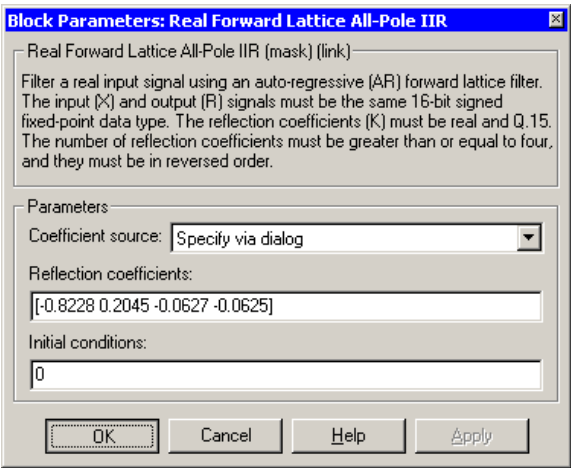 Block Parameters: Real Forward Lattice All-Pole IIR
Real Forward Lattice All-Pole IIR (mask) (link)
Filter a real input signal using an auto-regressive (AR) forward lattice filter.
The input (X) and output (R) signals must be the same 16-bit signed
fixed-point data type. The reflection coefficients (K) must be real and Q.15.
The number of reflection coefficients must be greater than or equal to four,
and they must be in reversed order.
Parameters
Coefficient source: Specify via dialog
Reflection coefficients:
[-0.8228 0.2045 -0.0627 -0.0625]
Initial conditions:
0
OK Cancel Help Apply